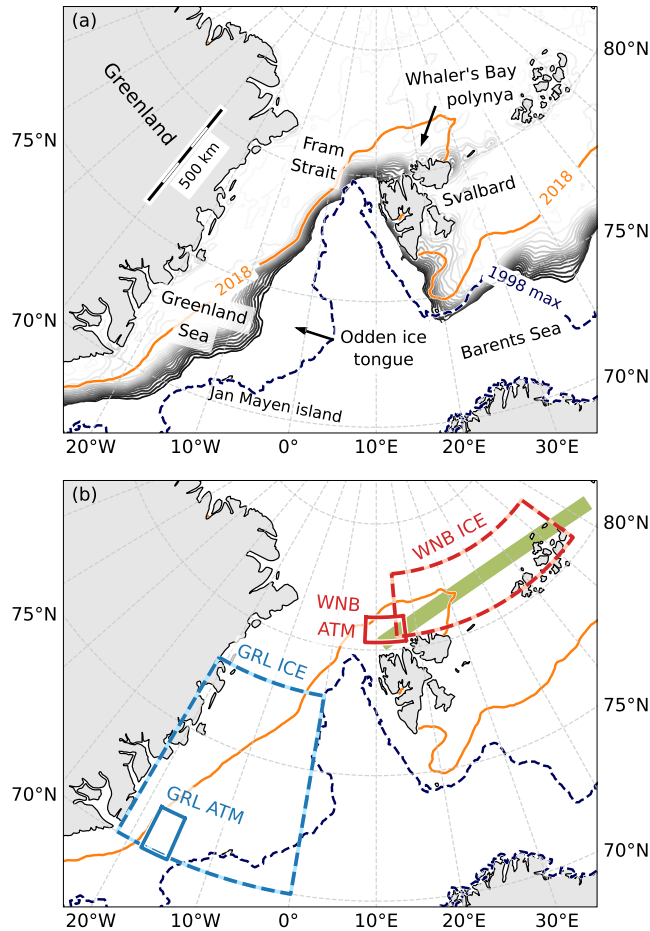 (a)
80°N
Whaler's Bay
polynya
Greenland
75°N
Fram
Strait
500 km
Svalbard
2018
75°N
2018
1998 max
Greenland
Sea
70°N
Odden ice
tongue
Barents Sea
70°N
Jan Mayen island
20°W
10°W
0°
10°E
20°E
30°E
(b)
80°N
WNB ICE
WNB
ATM
75°N
GRL ICE
75°N
70°N
GRL ATM
70°N
20°W
10°W
0°
10°E
20°E
30°E